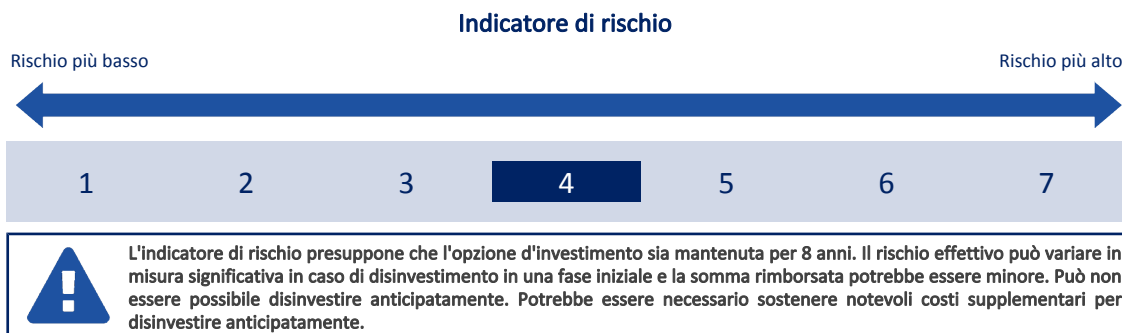 Indicatore di rischio
Rischio più basso Rischio più alto
1 2 3 4 5 6 7
L'indicatore di rischio presuppone che l'opzione d'investimento sia mantenuta per 8 anni. Il rischio effettivo può variare in
misura significativa in caso di disinvestimento in una fase iniziale e la somma rimborsata potrebbe essere minore. Può non
essere possibile disinvestire anticipatamente. Potrebbe essere necessario sostenere notevoli costi supplementari per
disinvestire anticipatamente.